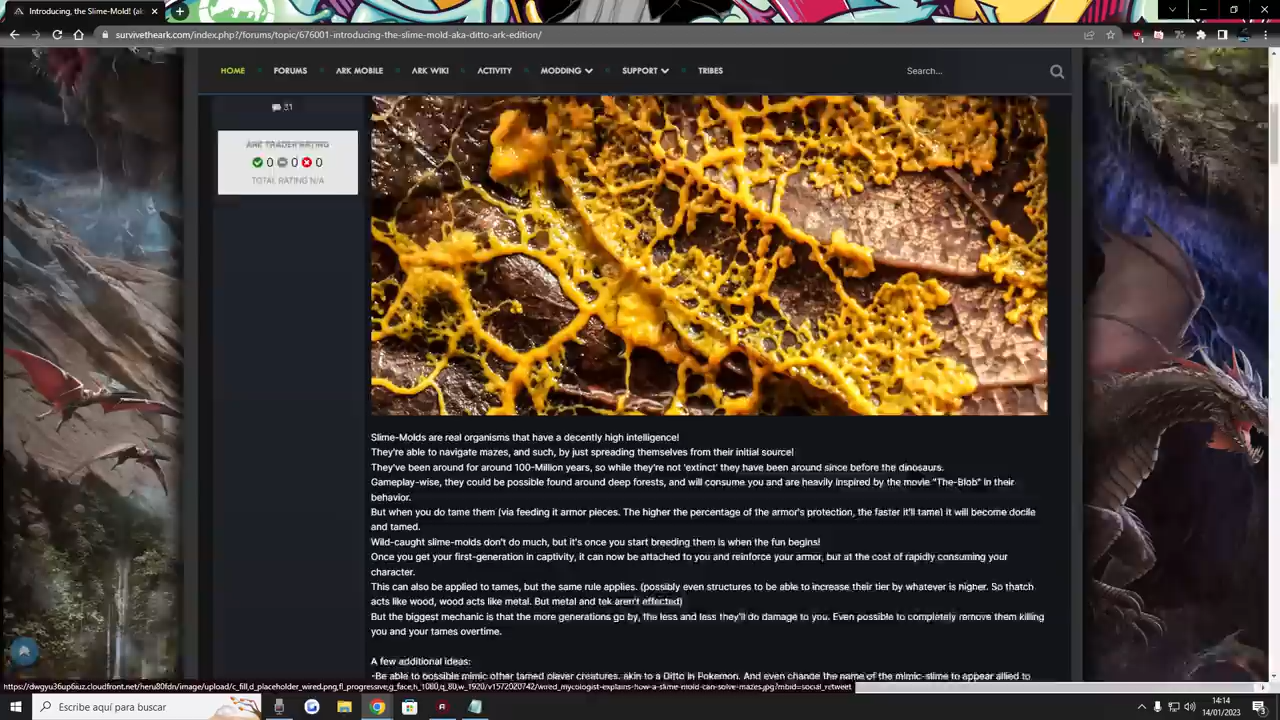 Introducing, the Slime-Mold! (ak
survivetheark.com/index.php?/forums/topic/676001-introducing-the-slime-mold-aka-ditto-ark-edition/
HOME FORUMS ARK MOBILE ARK WIKI ACTIVITY MODDING SUPPORT TRIBES Search...
31
ARK TRADER RATING
0 0 0
TOTAL RATING N/A
Slime-Molds are real organisms that have a decently high intelligence!
They're able to navigate mazes, and such, by just spreading themselves from their initial source!
They've been around for around 100-Million years, so while they're not 'extinct' they have been around since before the dinosaurs.
Gameplay-wise, they could be possible found around deep forests, and will consume you and are heavily inspired by the movie "The-Blob" in their
behavior.
But when you do tame them (via feeding it armor pieces. The higher the percentage of the armor's protection, the faster it'll tame) it will become docile
and tamed.
Wild-caught slime-molds don't do much, but it's once you start breeding them is when the fun begins!
Once you get your first-generation in captivity, it can now be attached to you and reinforce your armor, but at the cost of rapidly consuming your
character.
This can also be applied to tames, but the same rule applies. (possibly even structures to be able to increase their tier by whatever is higher. So thatch
acts like wood, wood acts like metal. But metal and tek aren't affected)
But the biggest mechanic is that the more generations go by, the less and less they'll do damage to you. Even possible to completely remove them killing
you and your tames overtime.
A few additional ideas:
-Be able to possible mimic other tamed player creatures, akin to a Ditto in Pokemon. And even change the name of the mimic-slime to appear allied to
https://dwgyu36up6iuz.cloudfront.net/heru80fdn/image/upload/c_fill,d_placeholder_wired.png,fl_progressive,g_face,h_1080,q_80,w_1920/v1572020742/wired_mycologist-explains-how-a-slime-mold-can-solve-mazes.jpg?mbid=social_retweet
Escribe aquí para buscar
14:14
14/01/2023